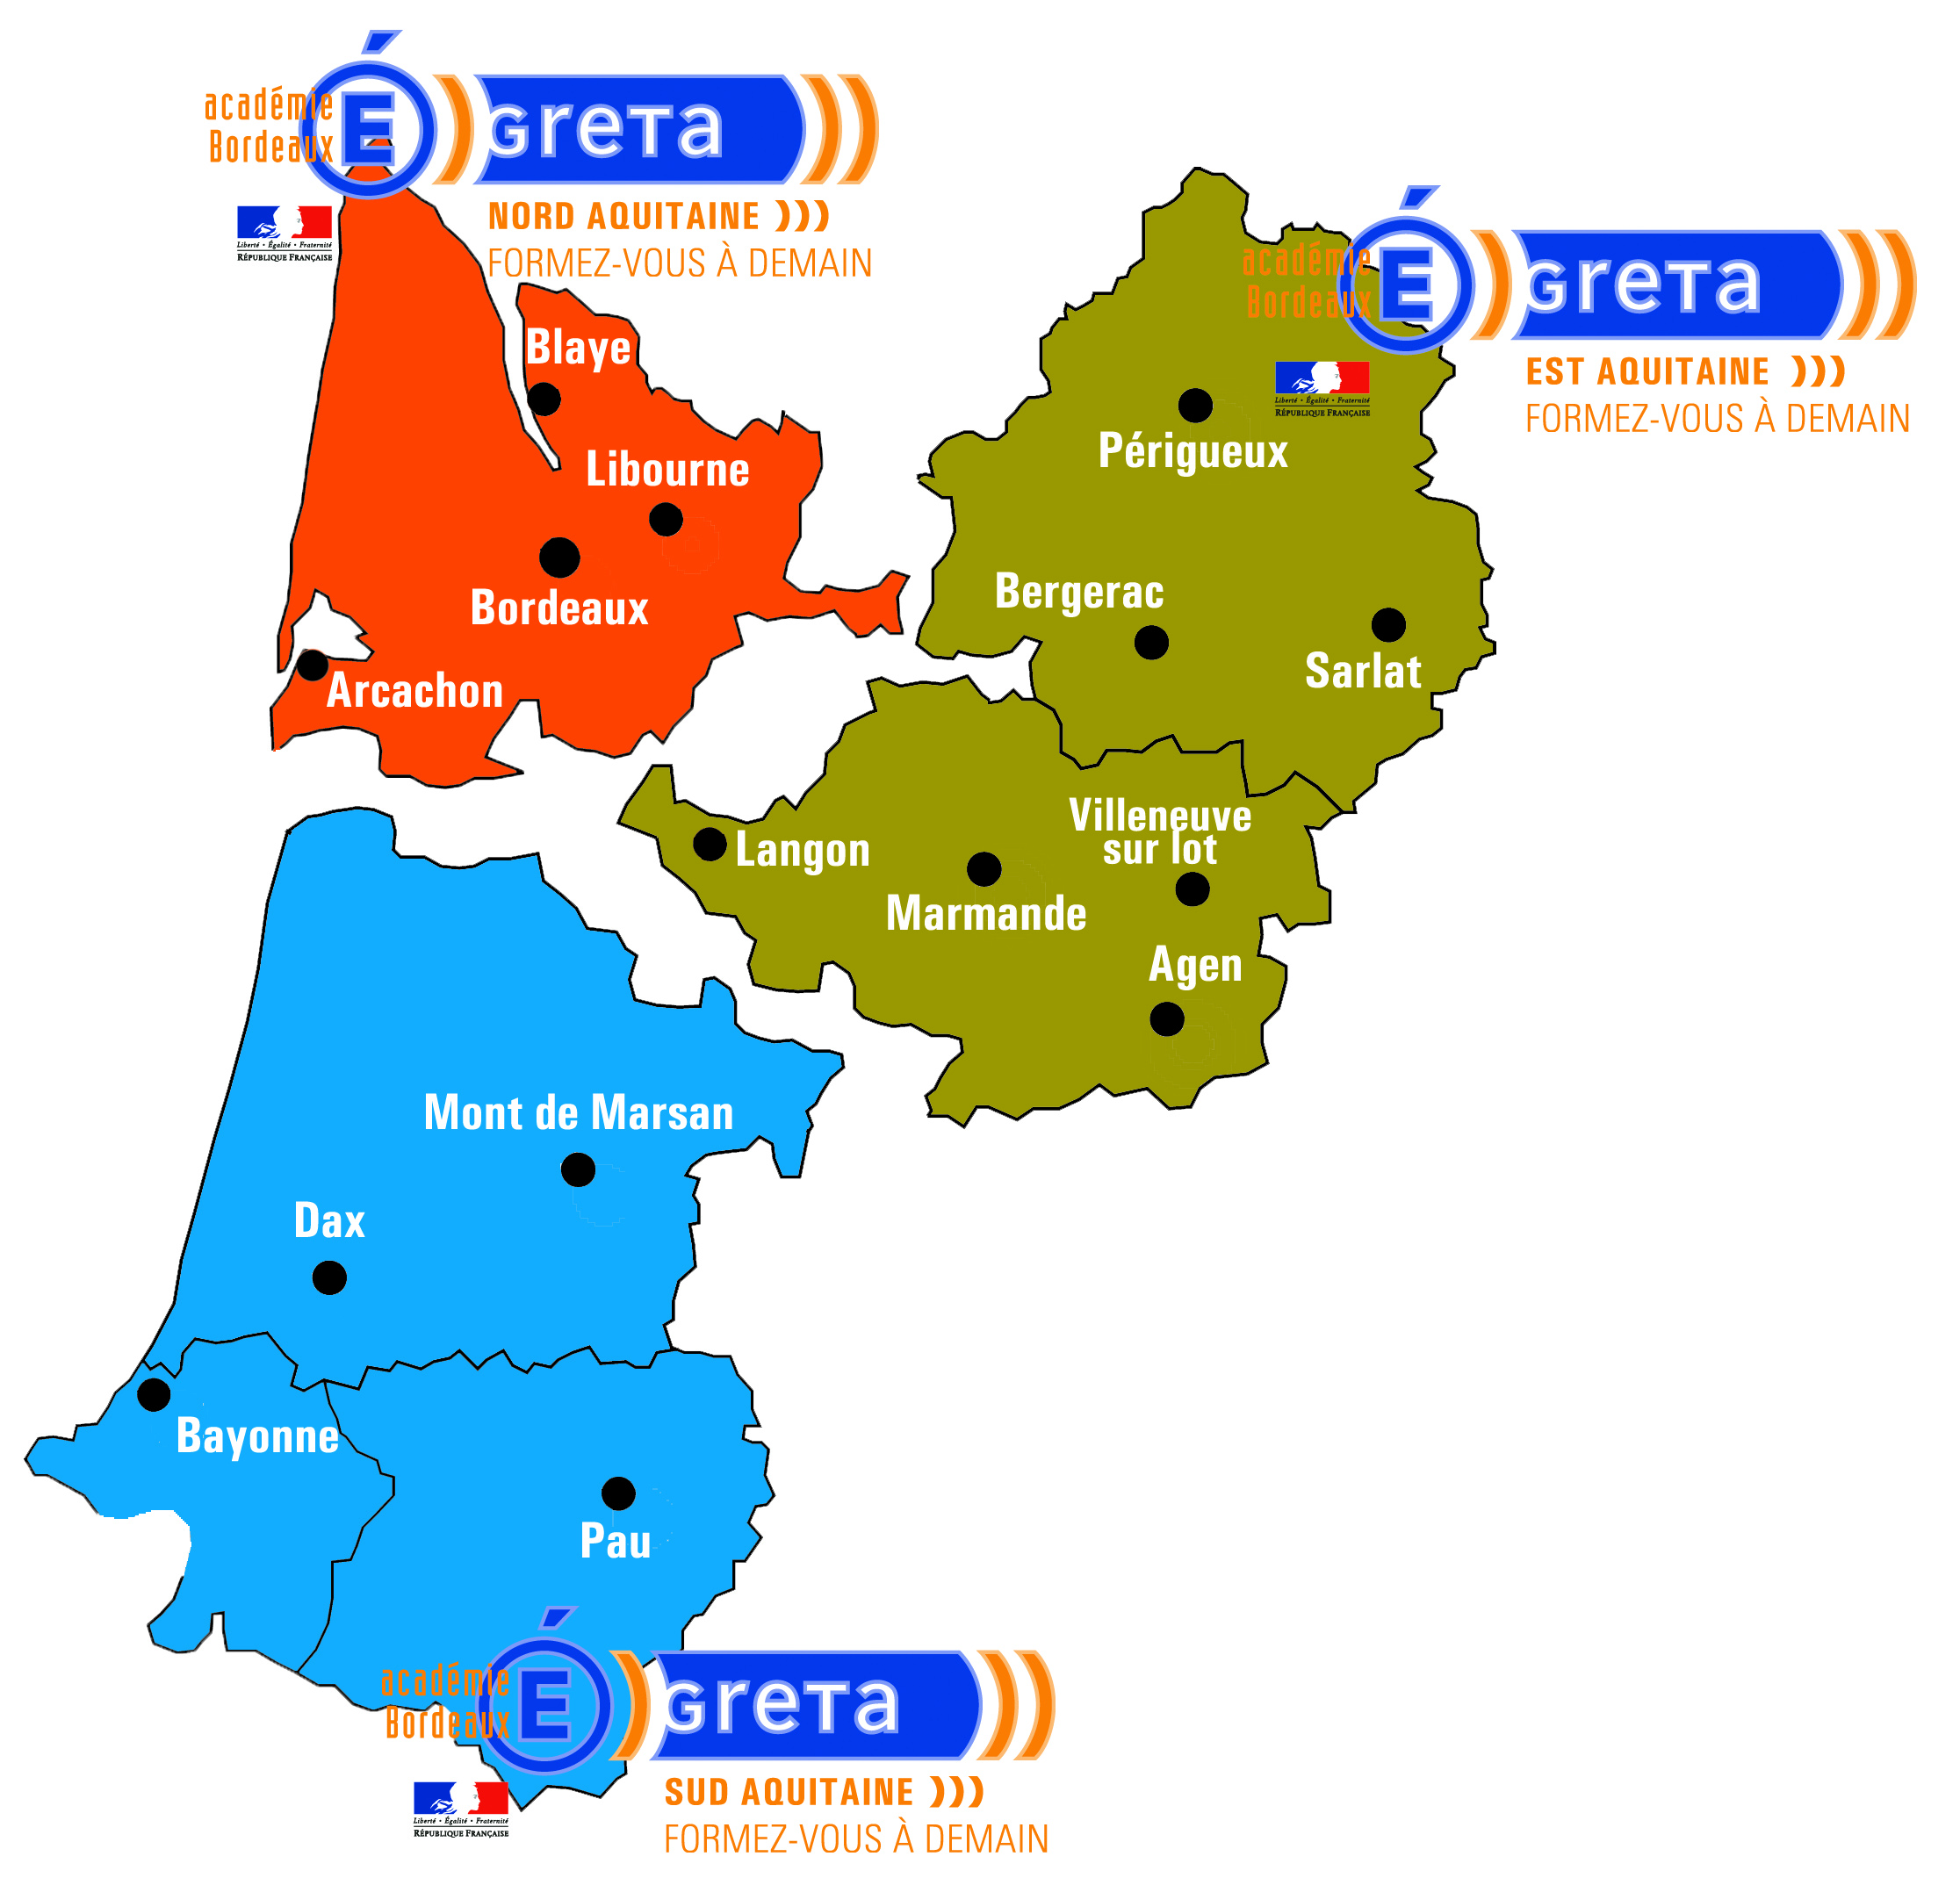 académie
Bordeaux
É
GRETA
NORD AQUITAINE
FORMEZ-VOUS À DEMAIN
Liberté • Égalité • Fraternité
RÉPUBLIQUE FRANÇAISE
Blaye
Libourne
Bordeaux
Arcachon
académie
Bordeaux
É
GRETA
EST AQUITAINE
FORMEZ-VOUS À DEMAIN
Liberté • Égalité • Fraternité
RÉPUBLIQUE FRANÇAISE
Périgueux
Bergerac
Sarlat
Villeneuve
sur lot
Langon
Marmande
Agen
Mont de Marsan
Dax
Bayonne
Pau
académie
Bordeaux
É
GRETA
SUD AQUITAINE
FORMEZ-VOUS À DEMAIN
Liberté • Égalité • Fraternité
RÉPUBLIQUE FRANÇAISE